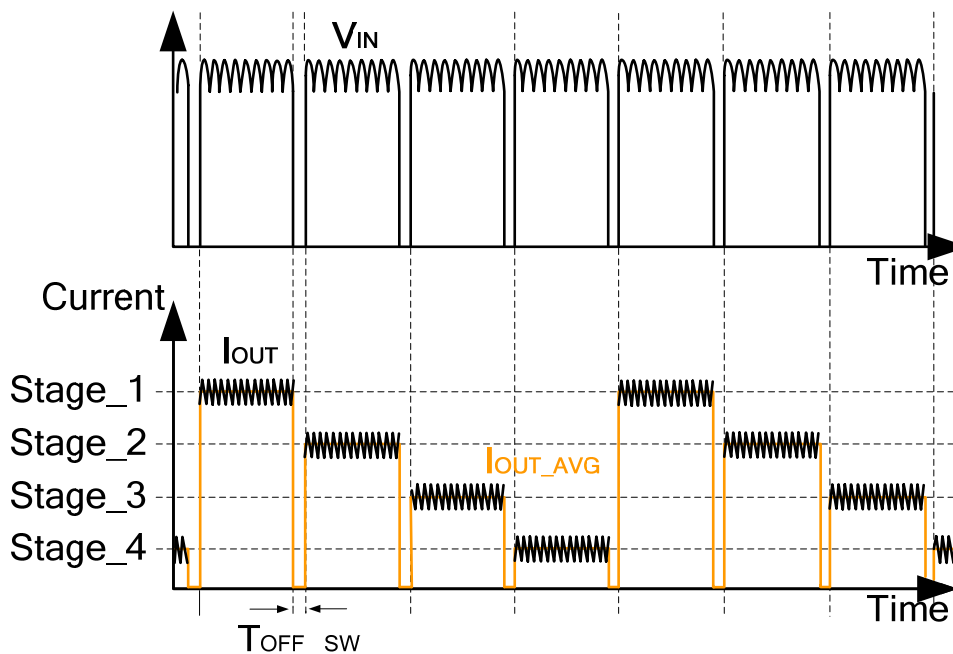 VIN
Time
Current
IOUT
Stage_1
Stage_2
IOUT_AVG
Stage_3
Stage_4
Time
TOFF SW